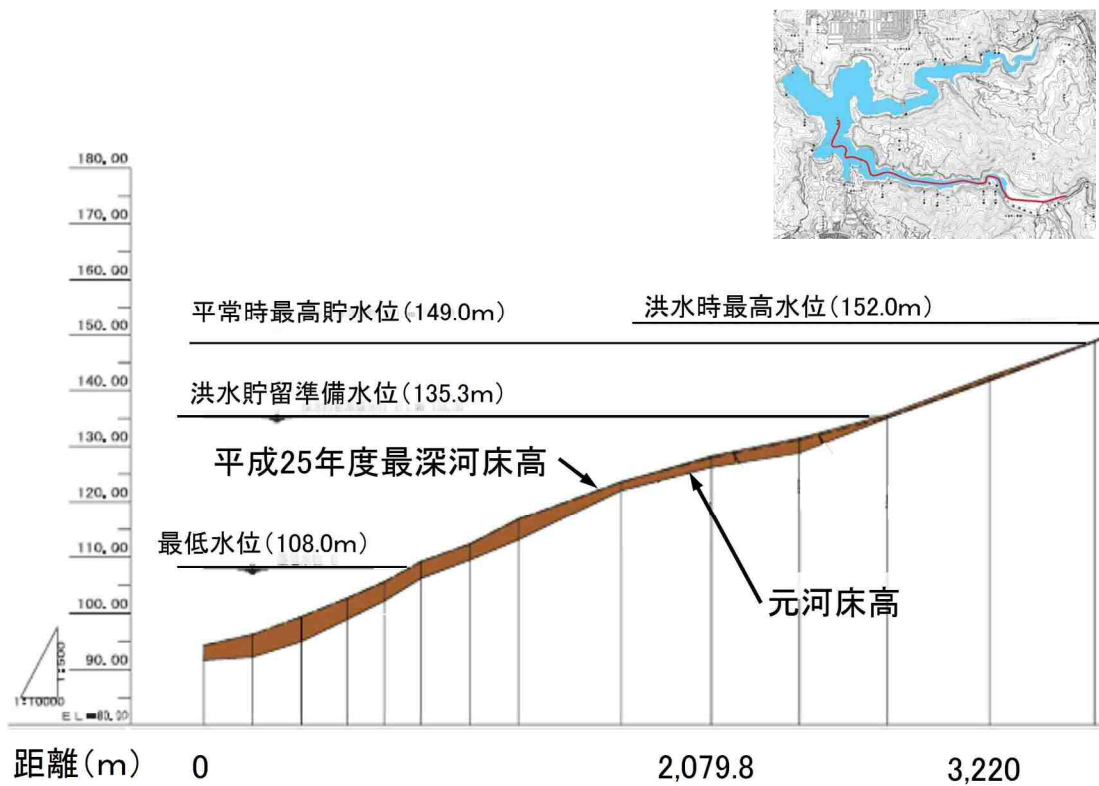 180.00
170.00
160.00
平常時最高貯水位(149.0m)
洪水時最高水位(152.0m)
150.00
140.00
洪水貯留準備水位(135.3m)
130.00
平成25年度最深河床高
120.00
最低水位(108.0m)
110.00
元河床高
100.00
90.00
1:500
1:10000
EL=80.00
距離(m) 0 2,079.8 3,220